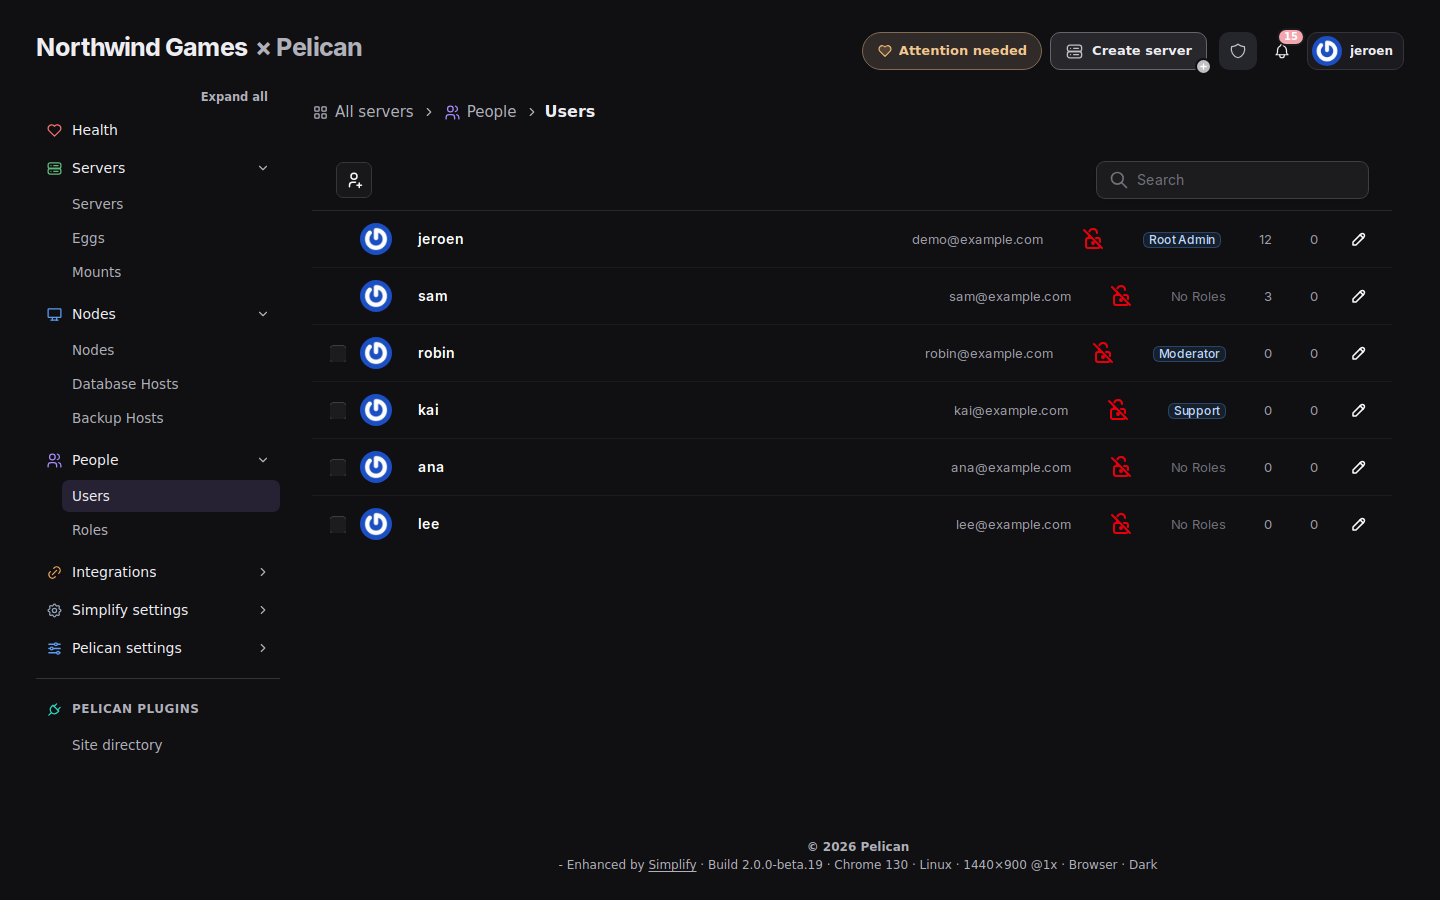 Northwind Games × Pelican
Attention needed
Create server
15
jeroen
Expand all
Health
Servers
Servers
Eggs
Mounts
Nodes
Nodes
Database Hosts
Backup Hosts
People
Users
Roles
Integrations
Simplify settings
Pelican settings
PELICAN PLUGINS
Site directory
All servers > People > Users
Search
jeroen demo@example.com Root Admin 12 0
sam sam@example.com No Roles 3 0
robin robin@example.com Moderator 0 0
kai kai@example.com Support 0 0
ana ana@example.com No Roles 0 0
lee lee@example.com No Roles 0 0
© 2026 Pelican
- Enhanced by Simplify · Build 2.0.0-beta.19 · Chrome 130 · Linux · 1440×900 @1x · Browser · Dark